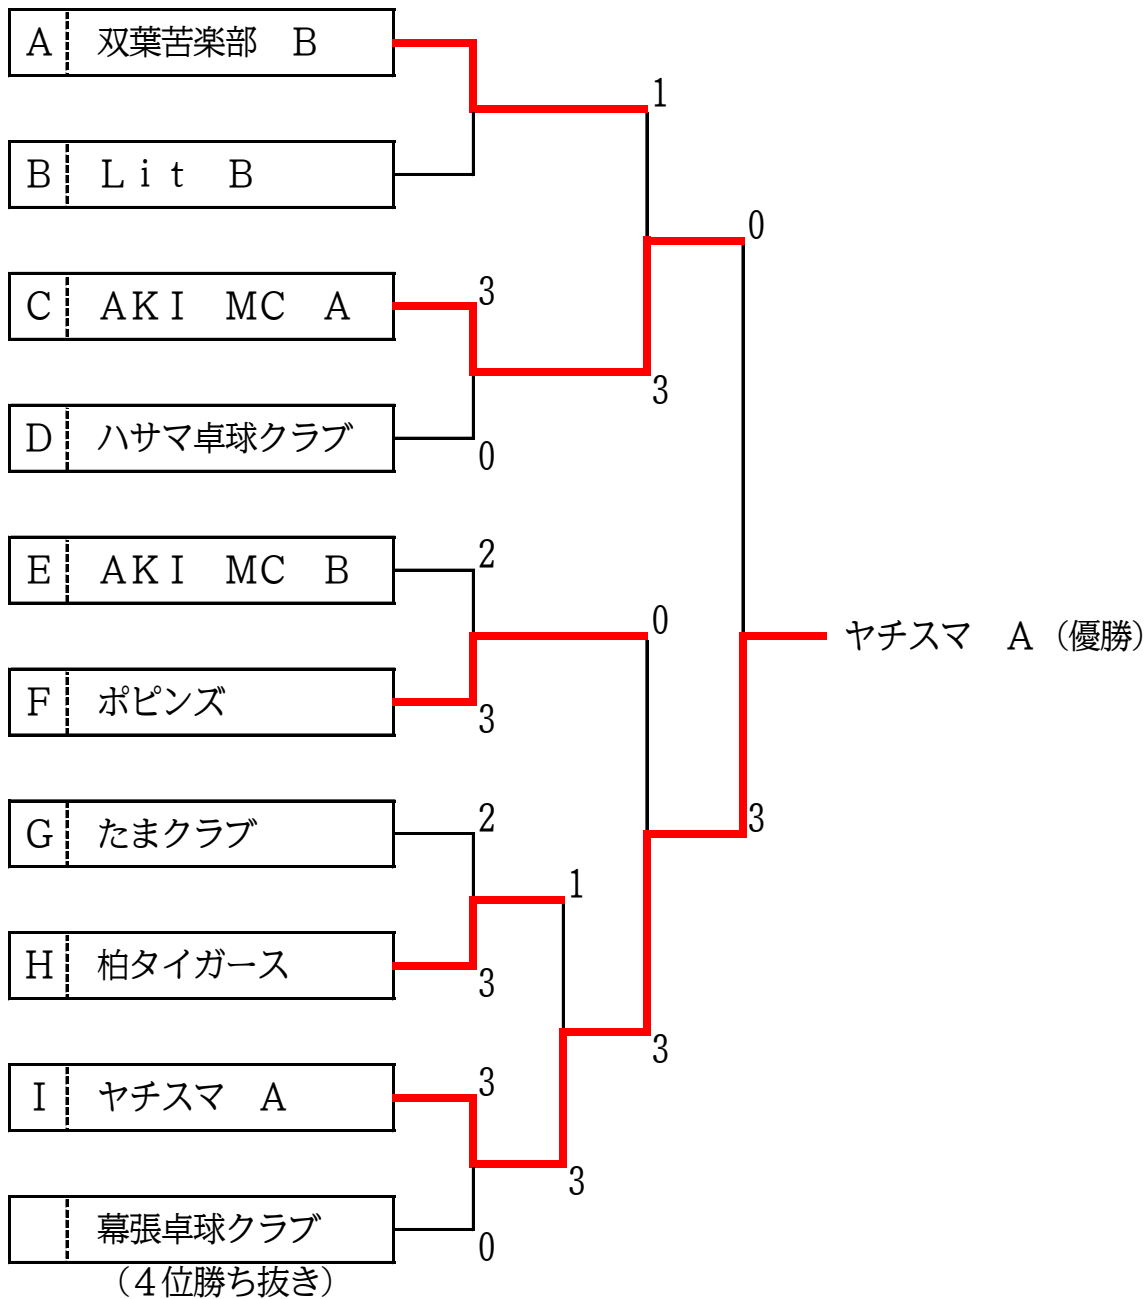 A 双葉苦楽部 B
1
B Lit B
0
C AKI MC A
3
3
D ハサマ卓球クラブ
0
E AKI MC B
2
0
ヤチスマ A (優勝)
F ポピンズ
3
G たまクラブ
2
3
1
H 柏タイガース
3
3
I ヤチスマ A
3
3
幕張卓球クラブ
0
(4位勝ち抜き)